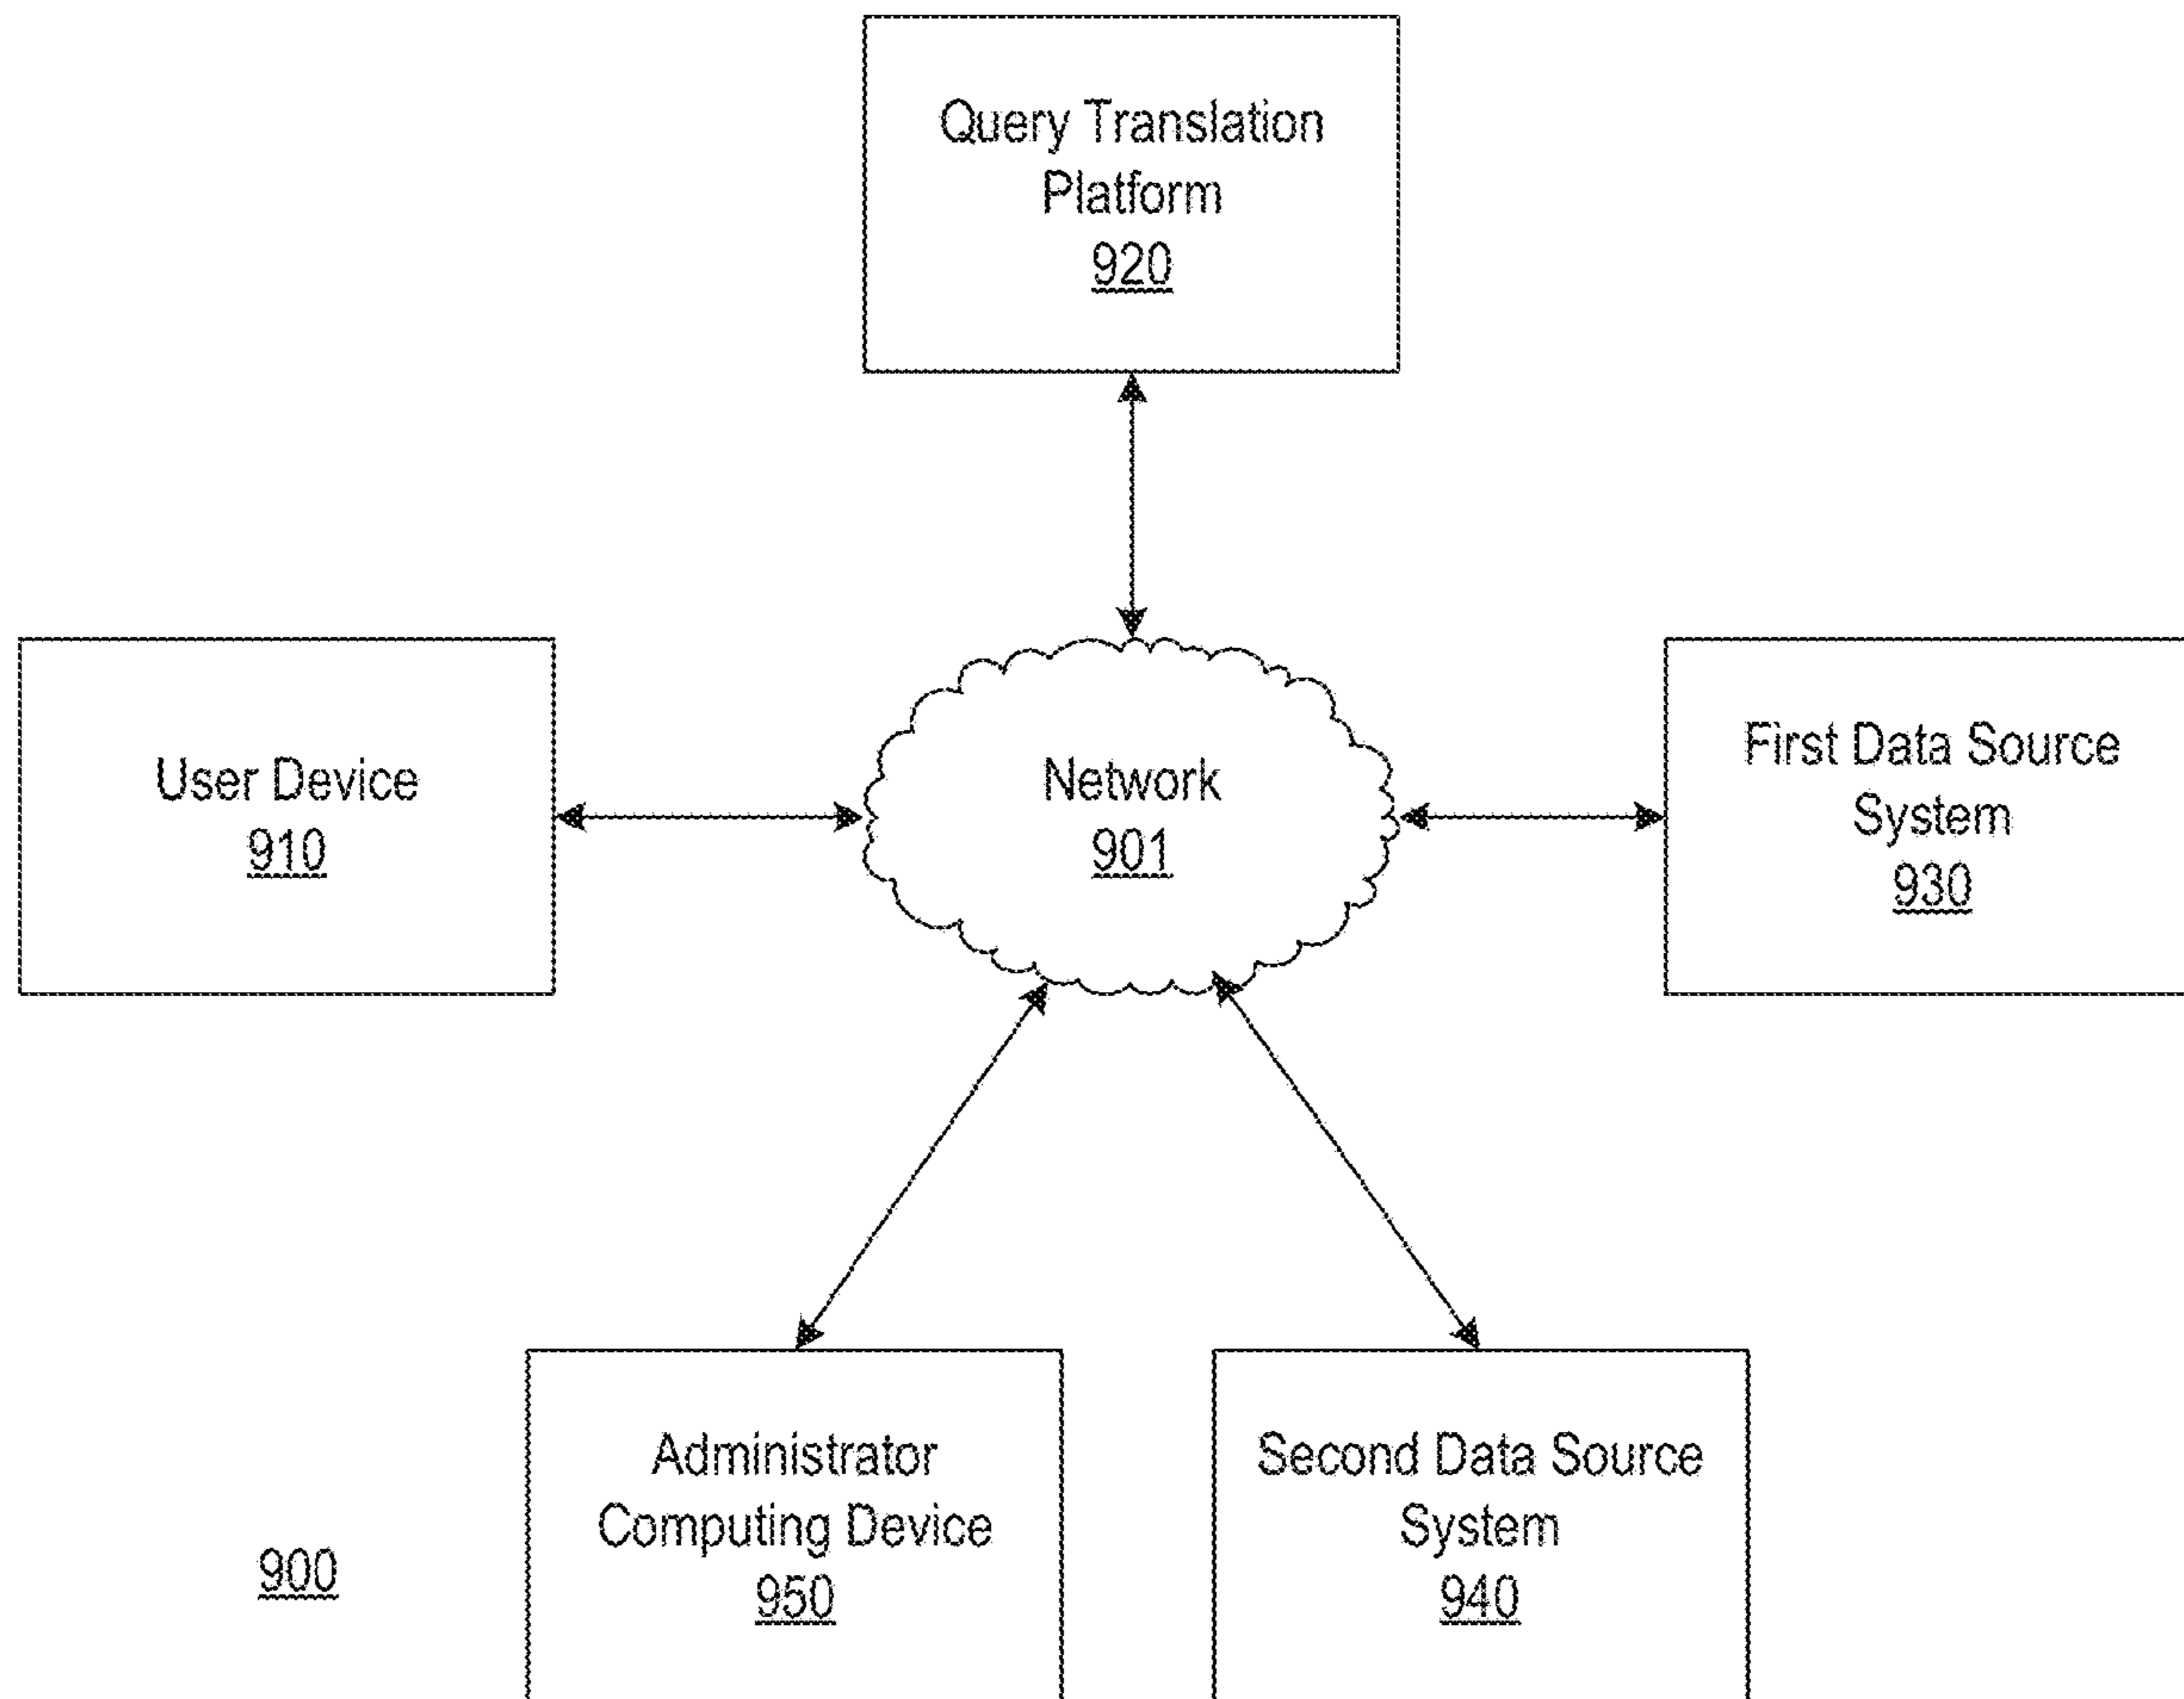 Query Translation
Platform
920
User Device
910
Network
901
First Data Source
System
930
Administrator
Computing Device
950
Second Data Source
System
940
900